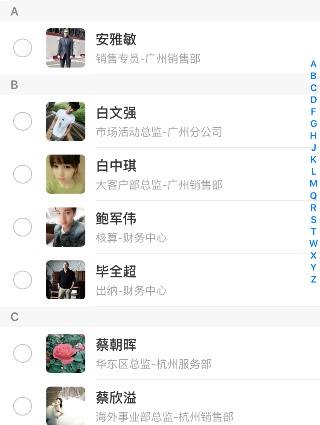 A
安雅敏
销售专员-广州销售部
B
白文强
市场活动总监-广州分公司
白中琪
大客户部总监-广州销售部
鲍军伟
核算-财务中心
毕全超
出纳-财务中心
C
蔡朝晖
华东区总监-杭州服务部
蔡欣溢
海外事业部总监-杭州销售部
A
B
C
D
F
G
H
J
K
L
M
Q
R
S
T
W
X
Y
Z